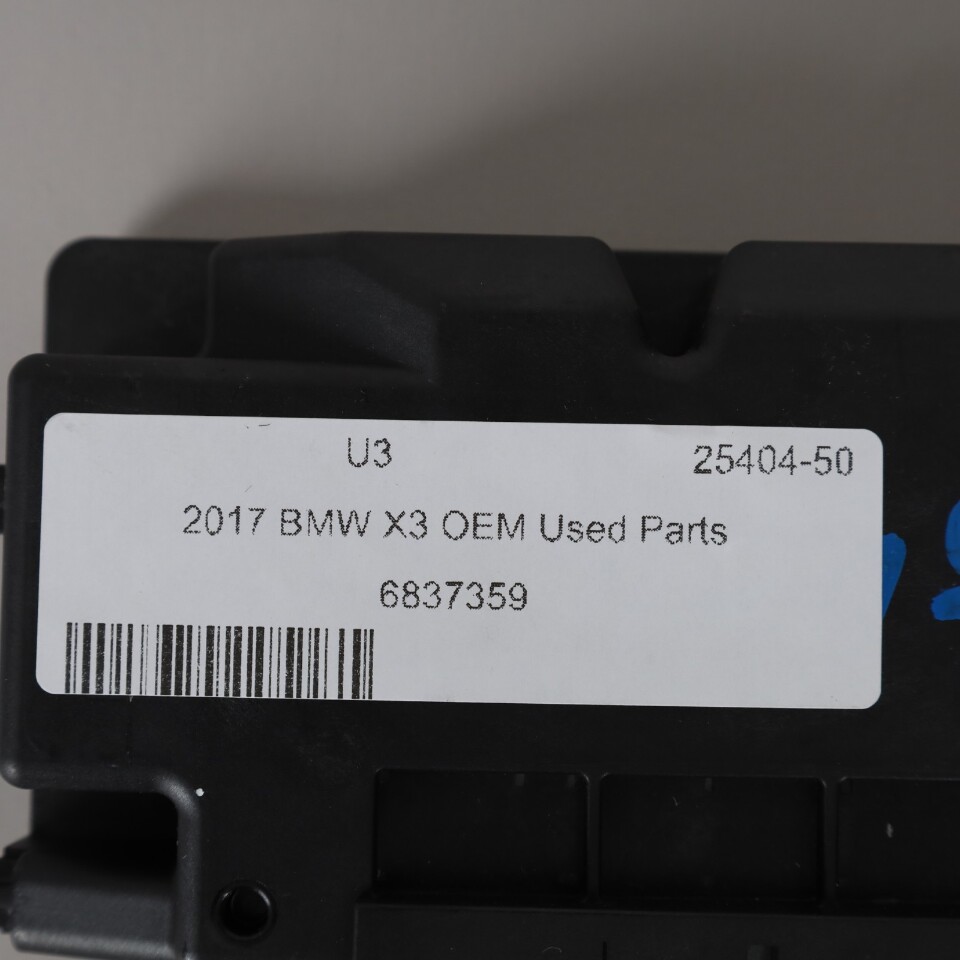 U3 25404-50
2017 BMW X3 OEM Used Parts
6837359